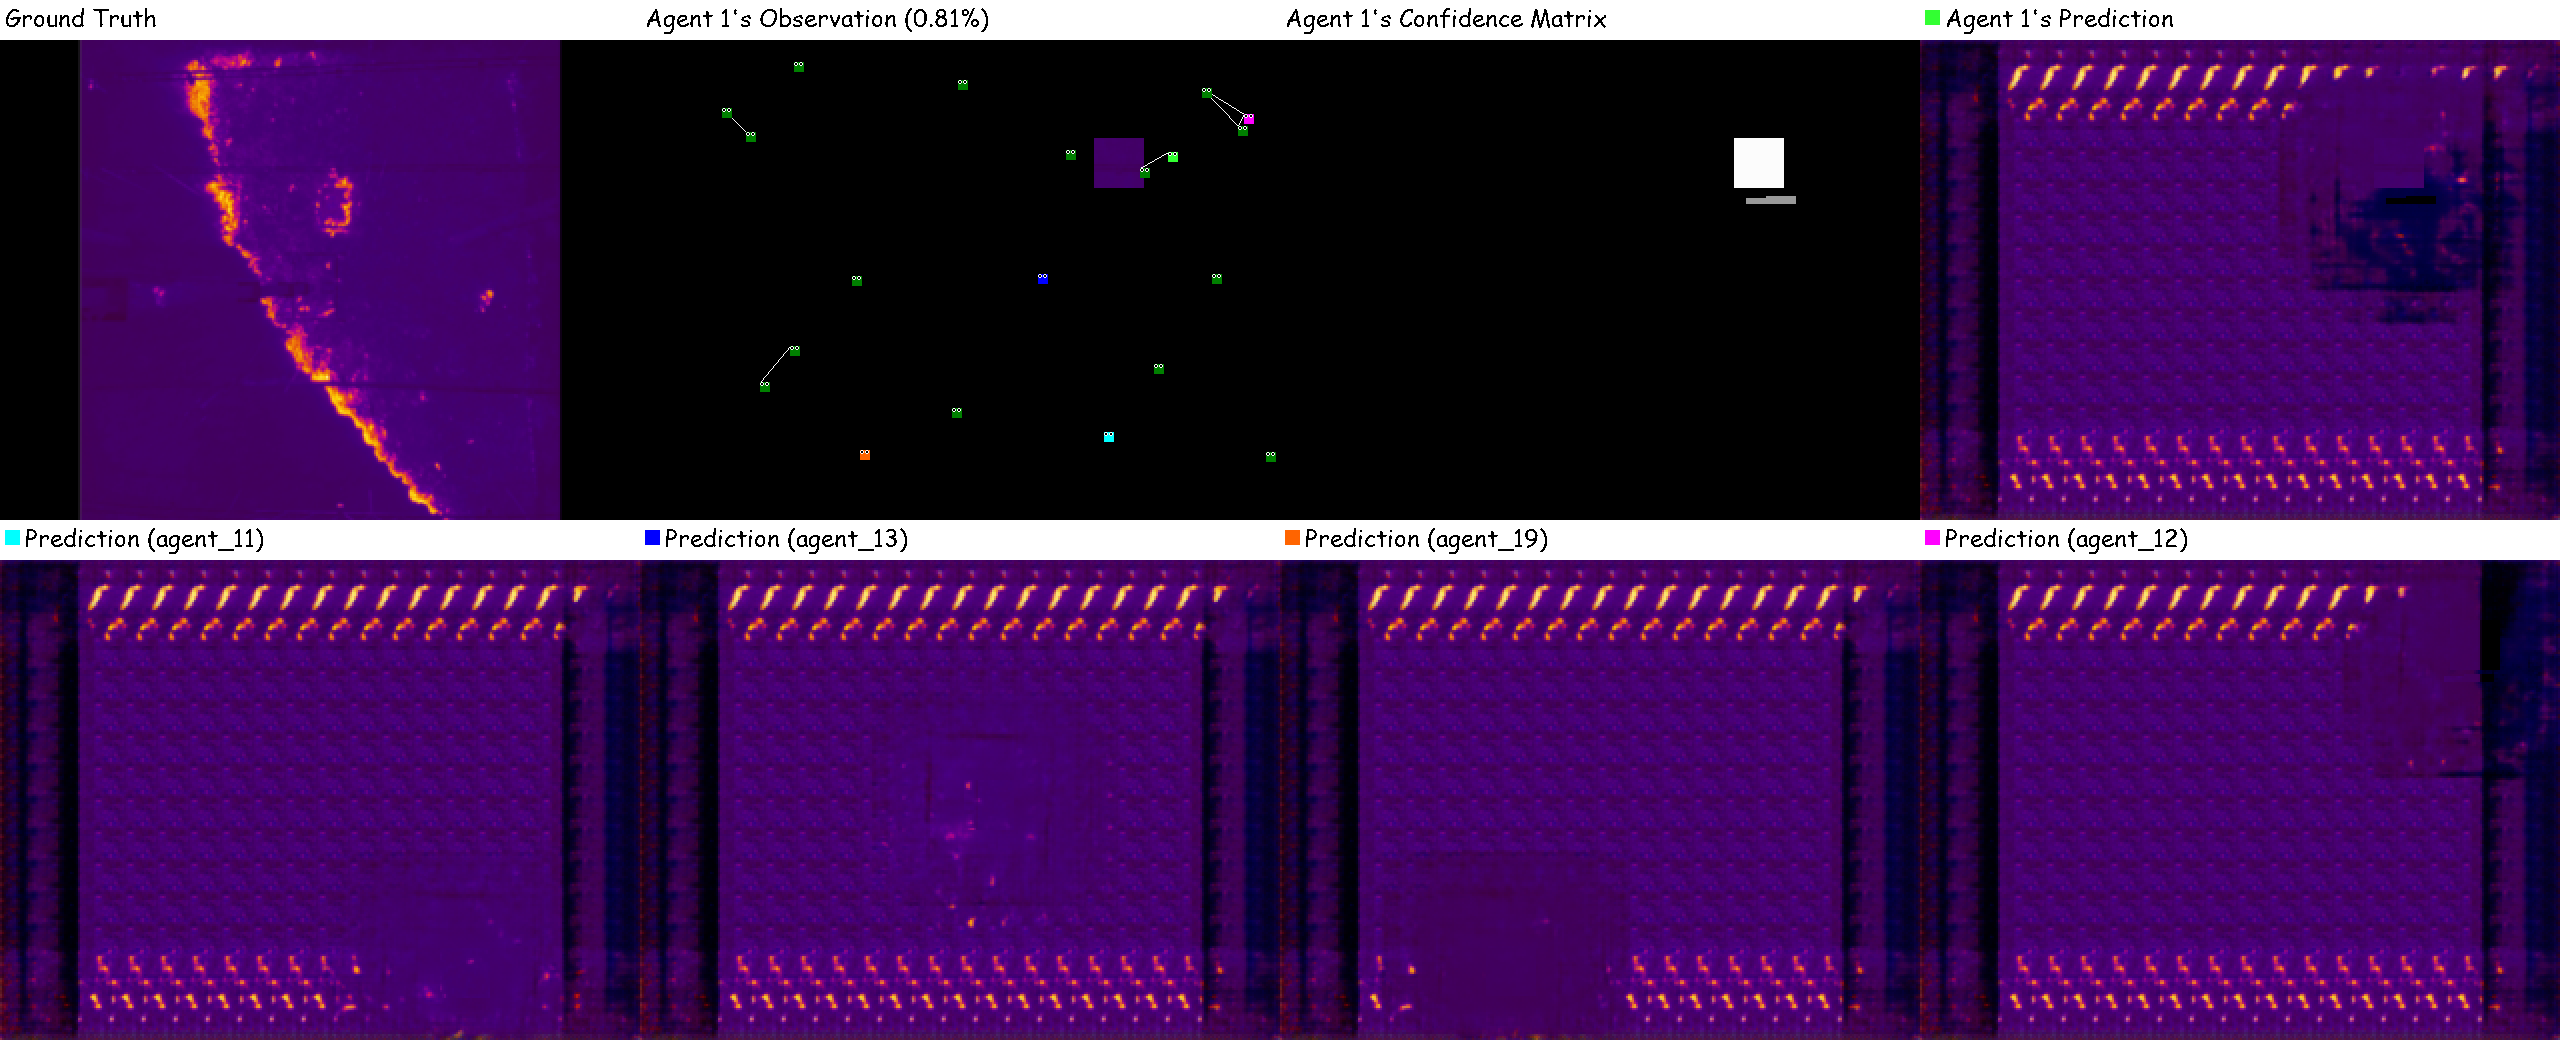 Ground Truth
Agent 1's Observation (0.81%)
Agent 1's Confidence Matrix
Agent 1's Prediction
Prediction (agent_11)
Prediction (agent_13)
Prediction (agent_19)
Prediction (agent_12)